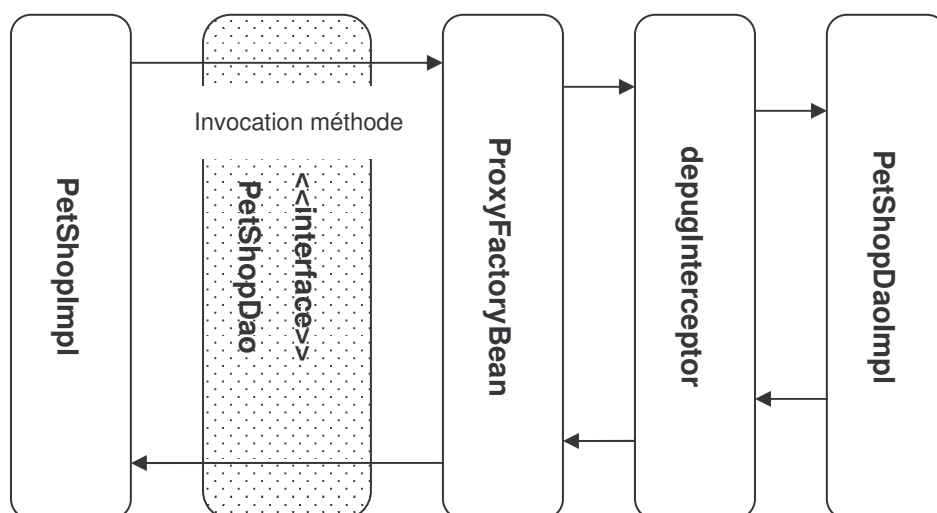 Invocation méthode
PetShopImpl
<<interface>>
PetShopDao
ProxyFactoryBean
depugInterceptor
PetShopDaoImpl